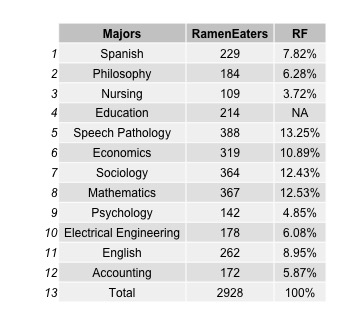 Majors RamenEaters RF
1 Spanish 229 7.82%
2 Philosophy 184 6.28%
3 Nursing 109 3.72%
4 Education 214 NA
5 Speech Pathology 388 13.25%
6 Economics 319 10.89%
7 Sociology 364 12.43%
8 Mathematics 367 12.53%
9 Psychology 142 4.85%
10 Electrical Engineering 178 6.08%
11 English 262 8.95%
12 Accounting 172 5.87%
13 Total 2928 100%